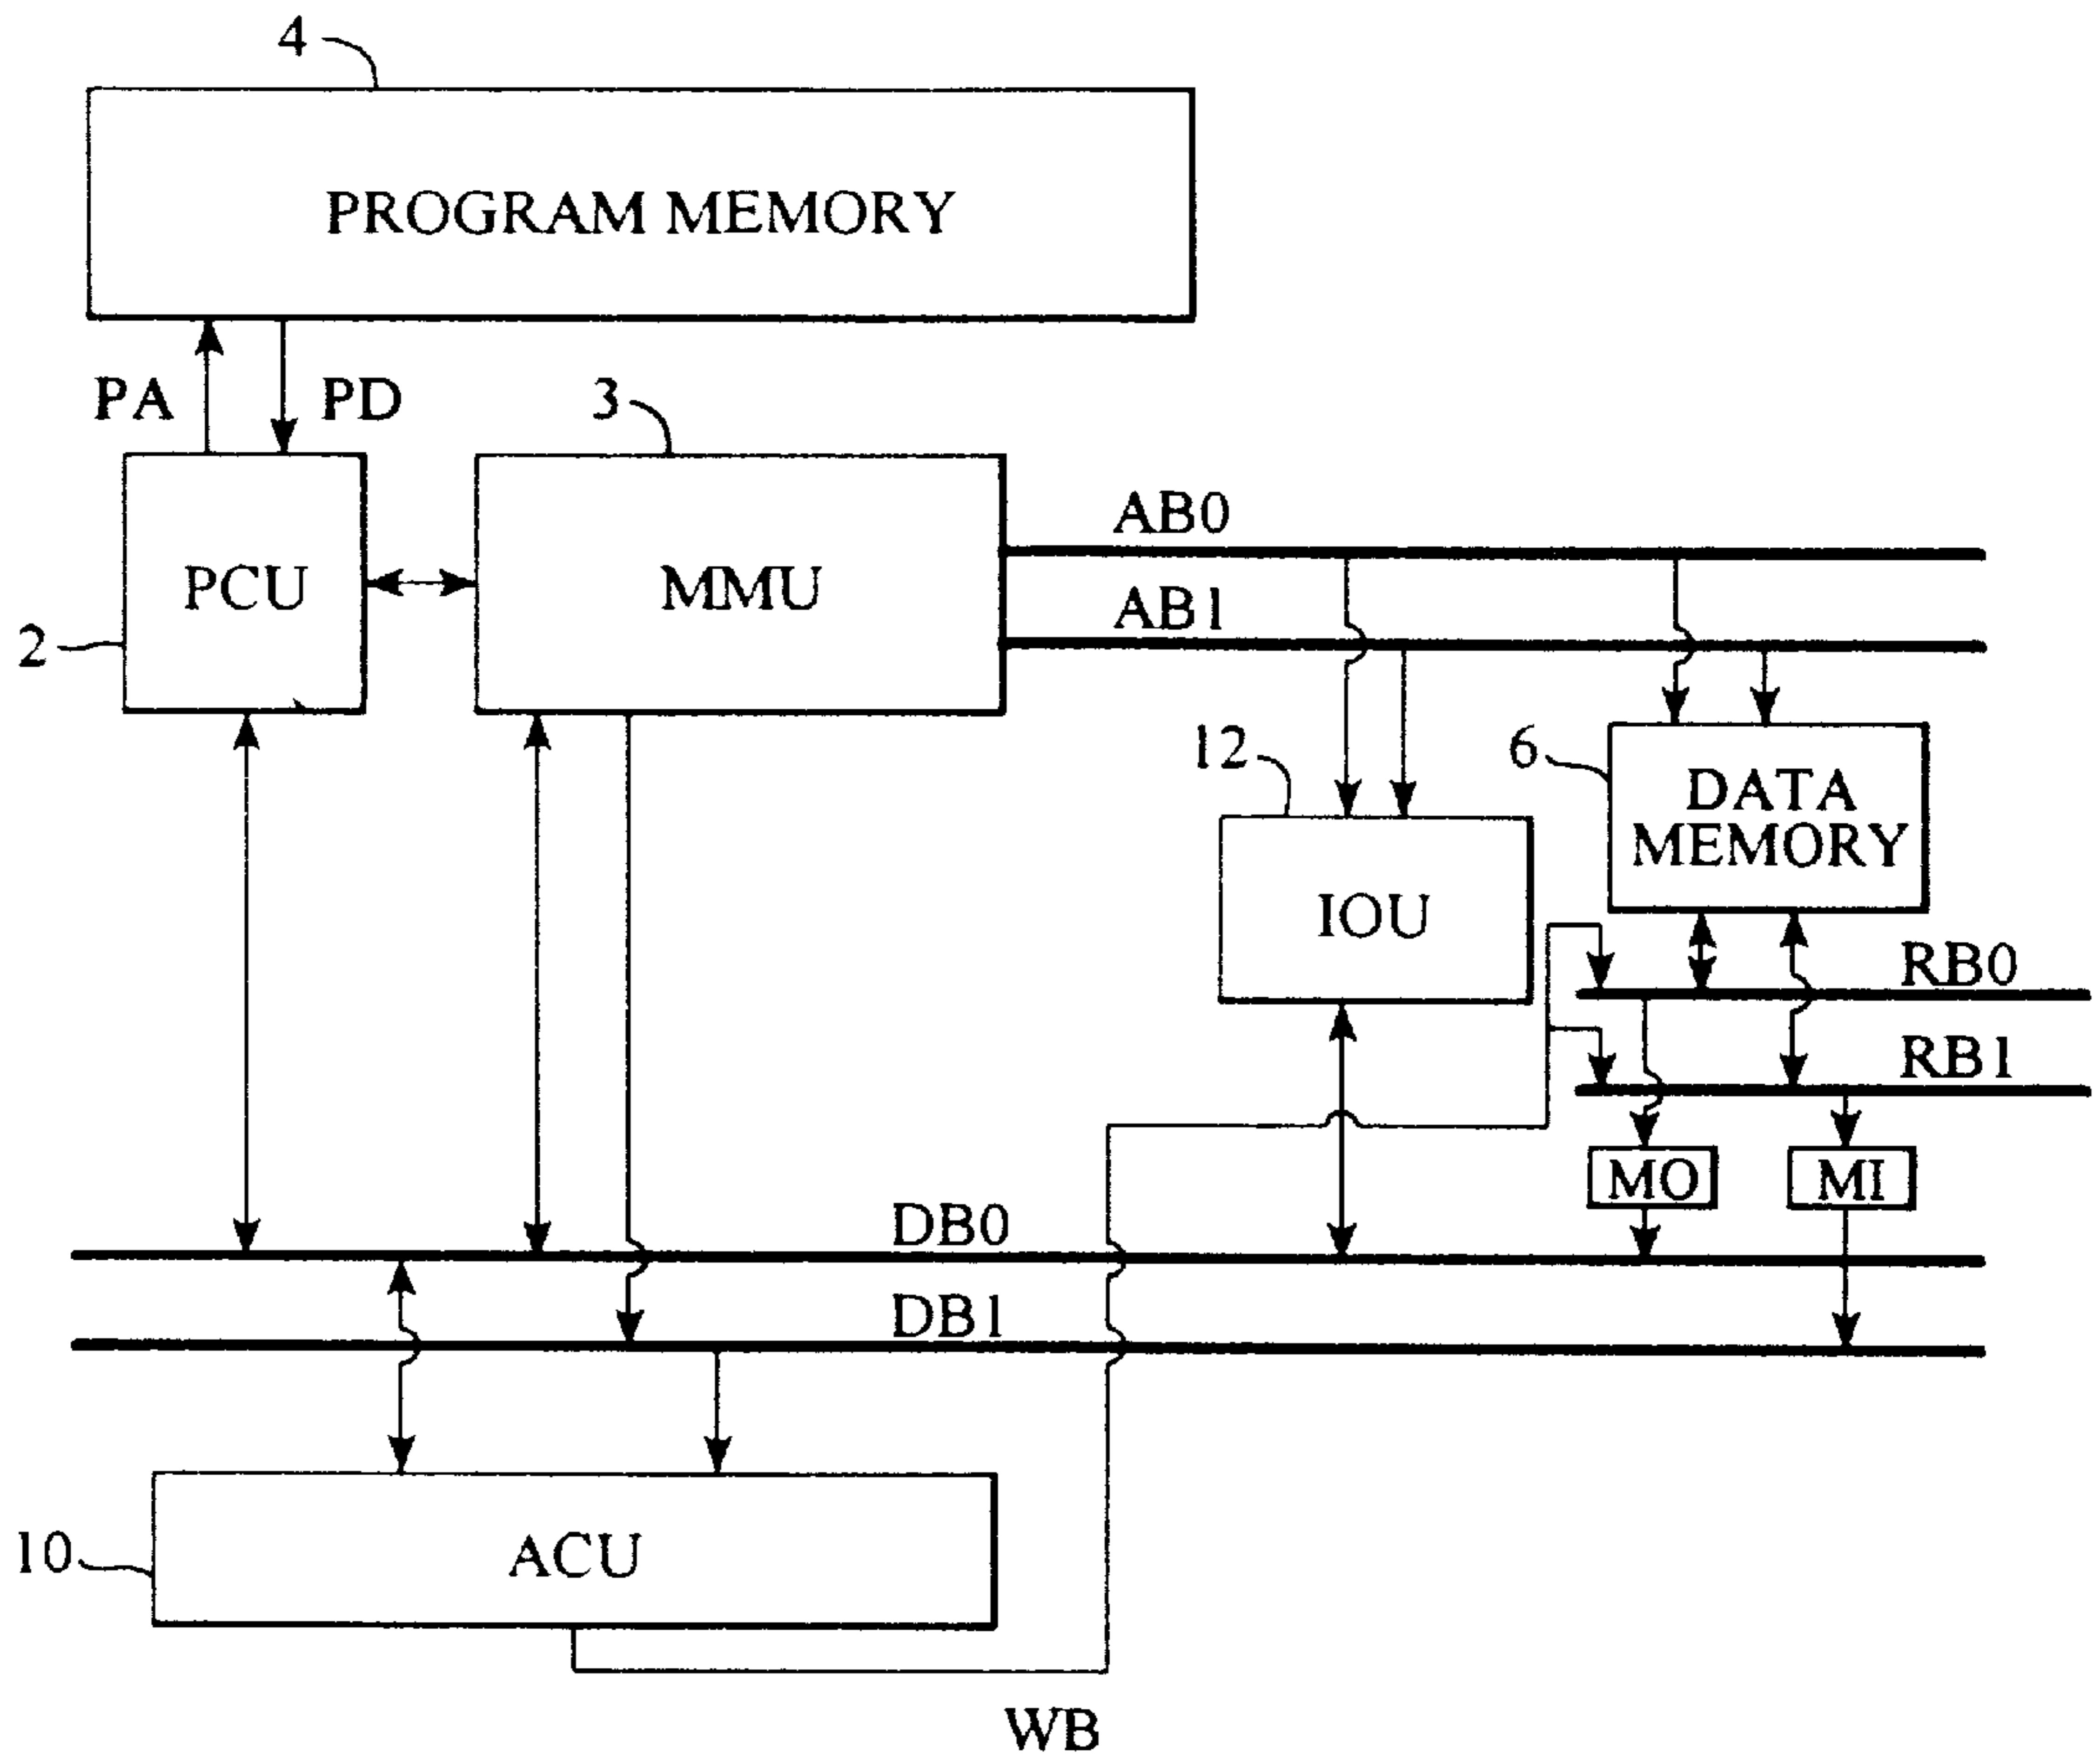 4
PROGRAM MEMORY
PA
PD
3
AB0
PCU
MMU
AB1
2
12
6
DATA
MEMORY
IOU
RB0
RB1
MO
MI
DB0
DB1
10
ACU
WB